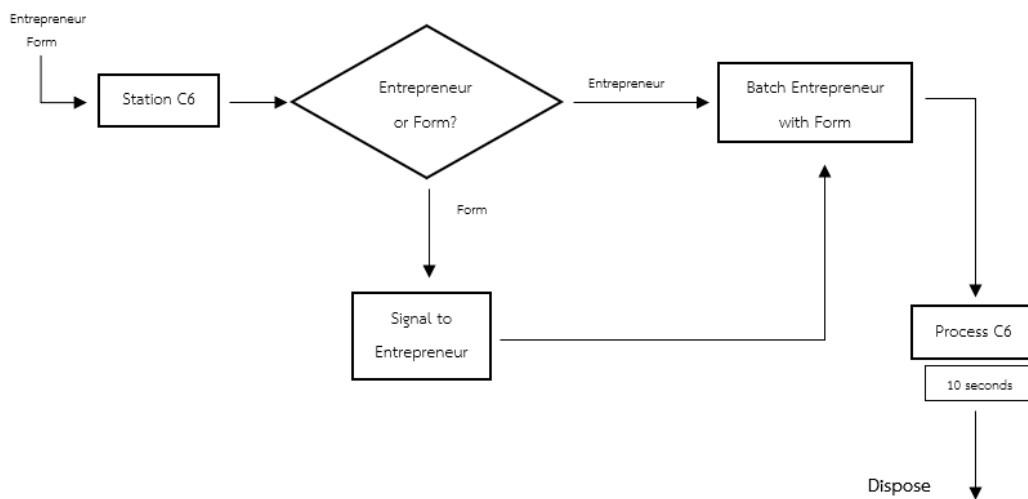 Entrepreneur
Form
Station C6
Entrepreneur
or Form?
Entrepreneur
Batch Entrepreneur
with Form
Form
Signal to
Entrepreneur
Process C6
10 seconds
Dispose